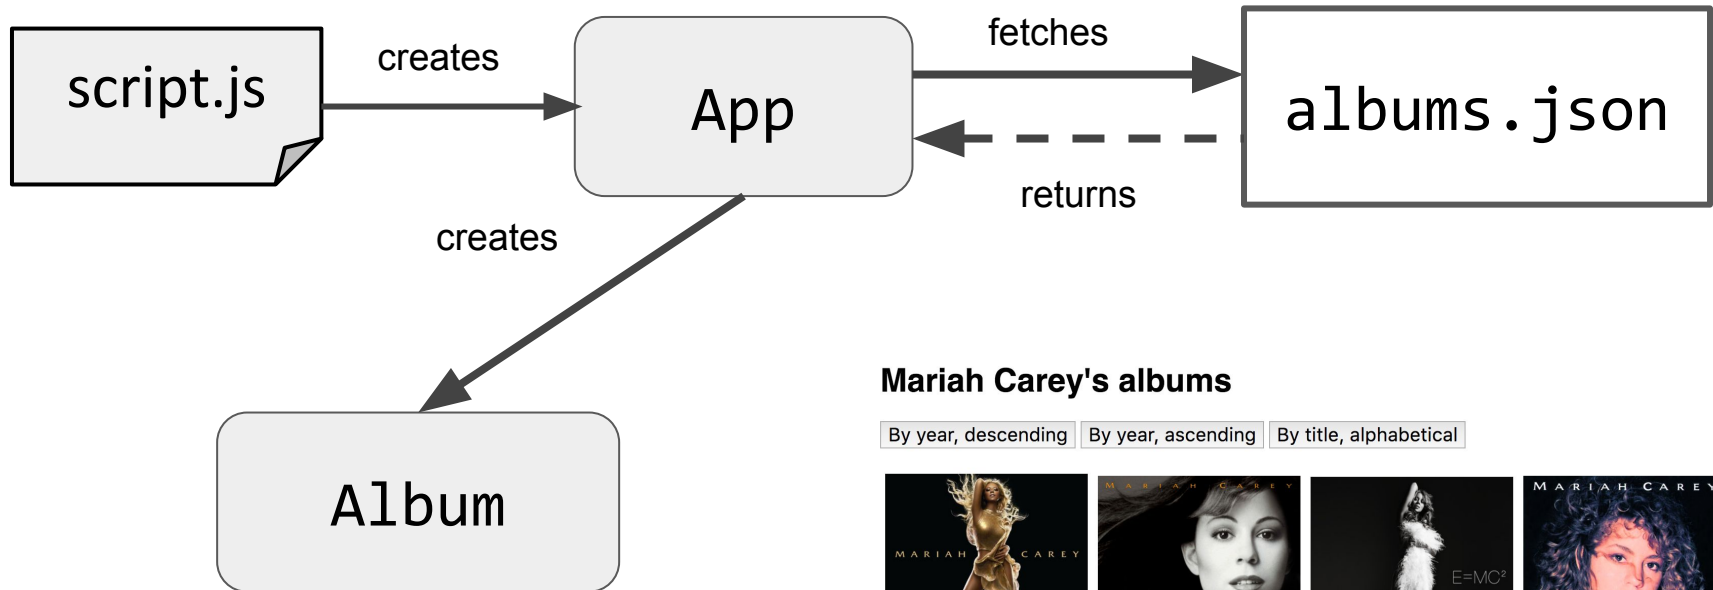 script.js
creates
App
fetches
albums.json
returns
creates
Album
Mariah Carey's albums
By year, descending
By year, ascending
By title, alphabetical
MARIAH CAREY
MARIAH CAREY
E=MC²
MARIAH CAREY